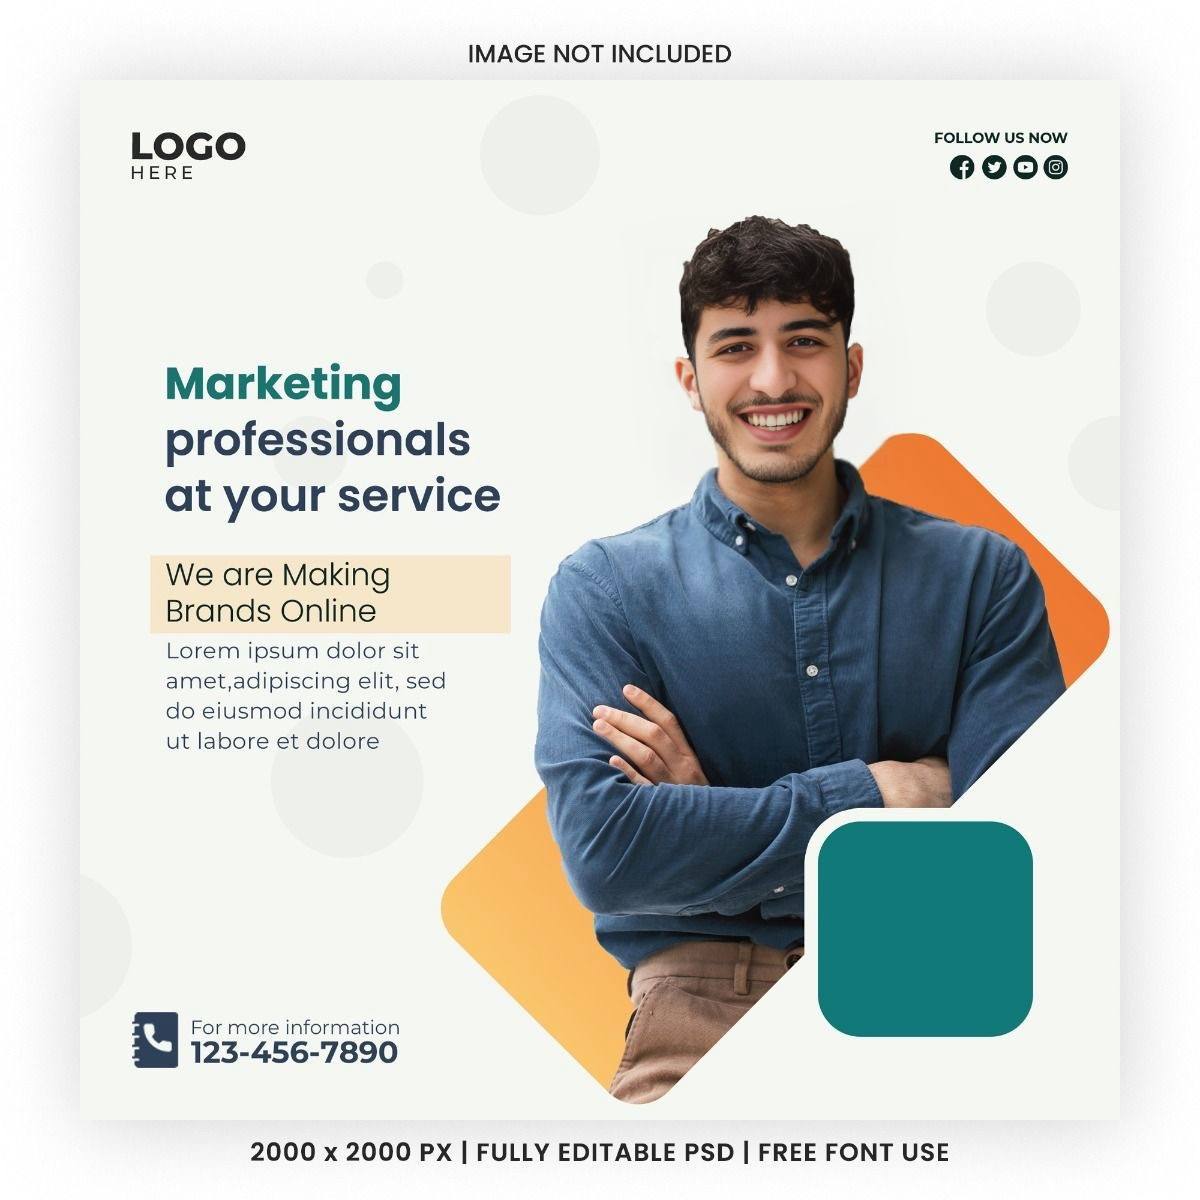 IMAGE NOT INCLUDED
LOGO
HERE
FOLLOW US NOW
Marketing
professionals
at your service
We are Making
Brands Online
Lorem ipsum dolor sit
amet,adipiscing elit, sed
do eiusmod incididunt
ut labore et dolore
For more information
123-456-7890
2000 x 2000 PX | FULLY EDITABLE PSD | FREE FONT USE